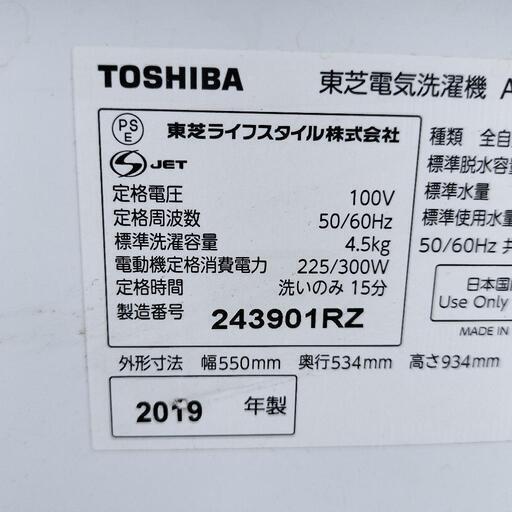 TOSHIBA 東芝電気洗濯機
PS
E
東芝ライフスタイル株式会社
S JET
定格電圧 100V
定格周波数 50/60Hz
標準洗濯容量 4.5kg
電動機定格消費電力 225/300W
定格時間 洗いのみ 15分
製造番号 243901RZ
種類 全自
標準脱水容
標準水量
標準使用水量
50/60Hz 共
日本国
Use Only
MADE IN
外形寸法 幅550mm 奥行534mm 高さ934mm
2019 年製